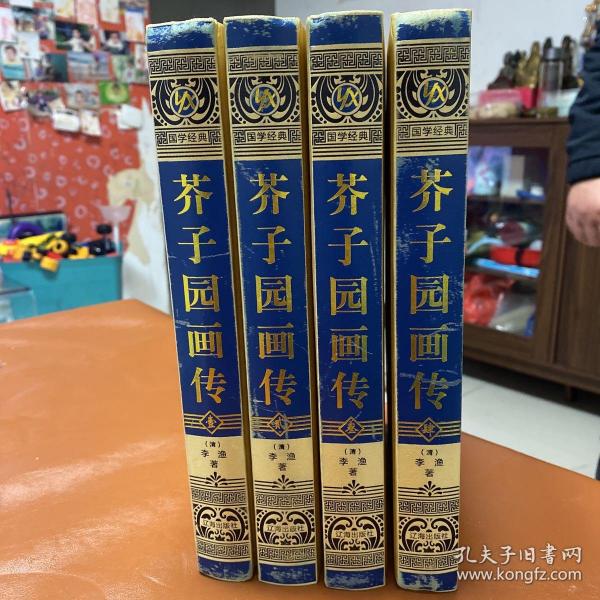 国学经典
芥子园画传
壹
(清)
李渔
著
辽海出版社
国学经典
芥子园画传
贰
(清)
李渔
著
辽海出版社
国学经典
芥子园画传
叁
(清)
李渔
著
辽海出版社
国学经典
芥子园画传
肆
(清)
李渔
著
辽海出版社
孔夫子旧书网
www.kongfz.com